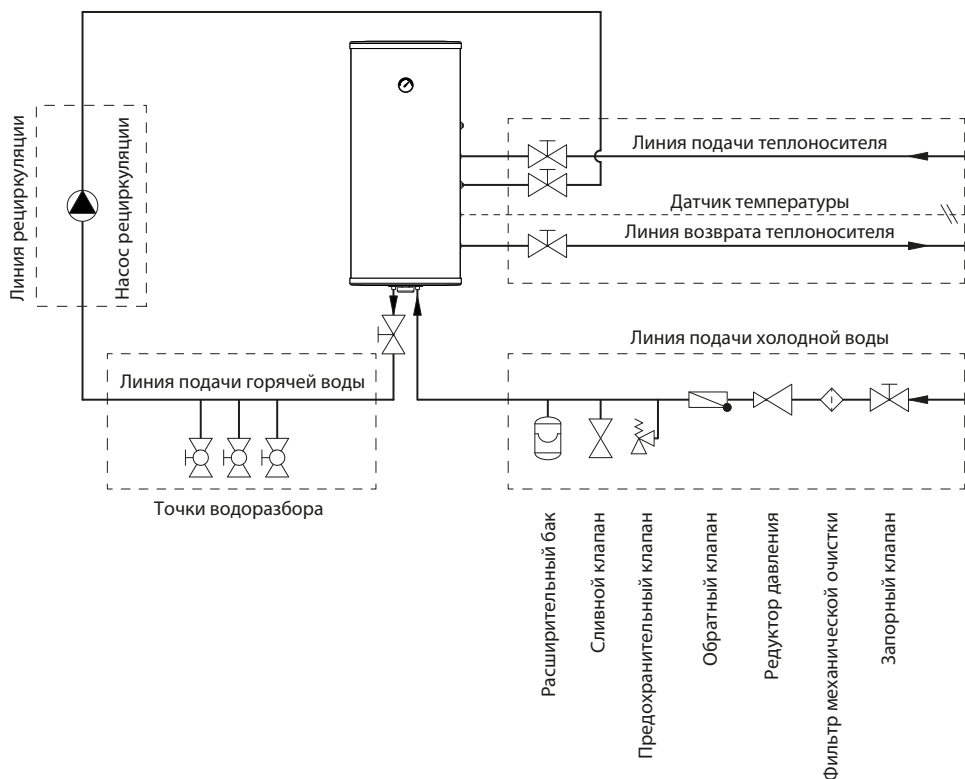 Линия рециркуляции
Насос рециркуляции
Линия подачи теплоносителя
Датчик температуры
Линия возврата теплоносителя
Линия подачи горячей воды
Точки водоразбора
Линия подачи холодной воды
Расширительный бак
Сливной клапан
Предохранительный клапан
Обратный клапан
Редуктор давления
Фильтр механической очистки
Запорный клапан